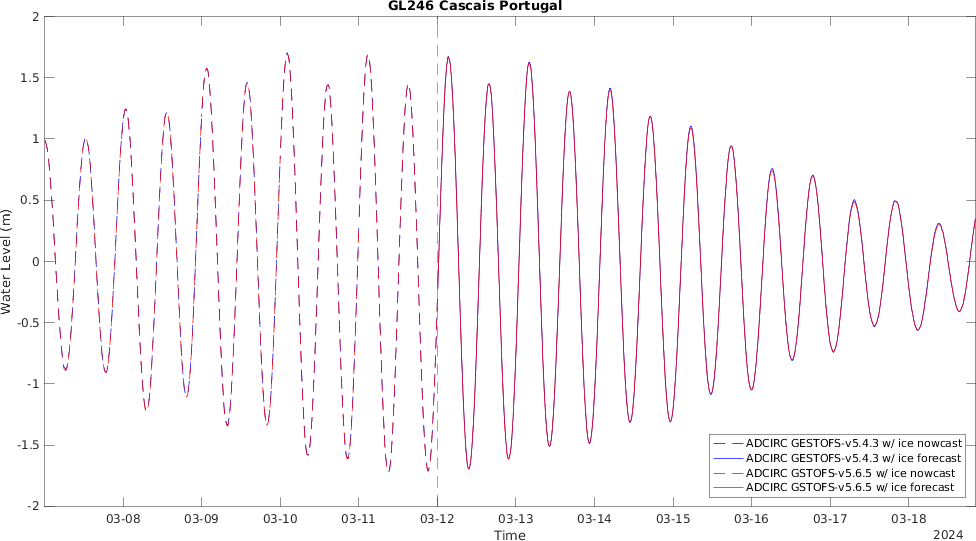 GL246 Cascais Portugal
2
1.5
1
0.5
0
-0.5
-1
-1.5
-2
Water Level (m)
ADCIRC GESTOFS-v5.4.3 w/ ice nowcast
ADCIRC GESTOFS-v5.4.3 w/ ice forecast
ADCIRC GSTOFS-v5.6.5 w/ ice nowcast
ADCIRC GSTOFS-v5.6.5 w/ ice forecast
03-08 03-09 03-10 03-11 03-12 03-13 03-14 03-15 03-16 03-17 03-18
Time
2024